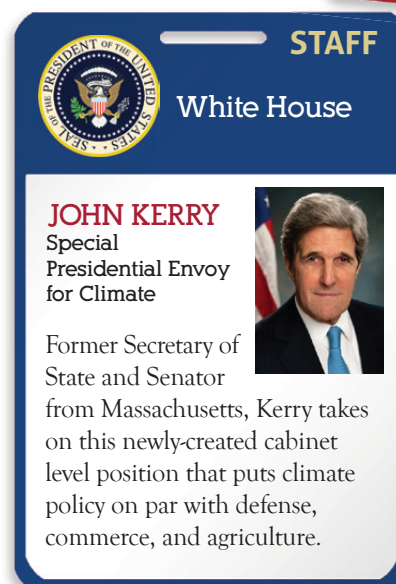 STAFF
SEAL OF THE PRESIDENT OF THE UNITED STATES
White House
JOHN KERRY
Special
Presidential Envoy
for Climate
Former Secretary of
State and Senator
from Massachusetts, Kerry takes
on this newly-created cabinet
level position that puts climate
policy on par with defense,
commerce, and agriculture.